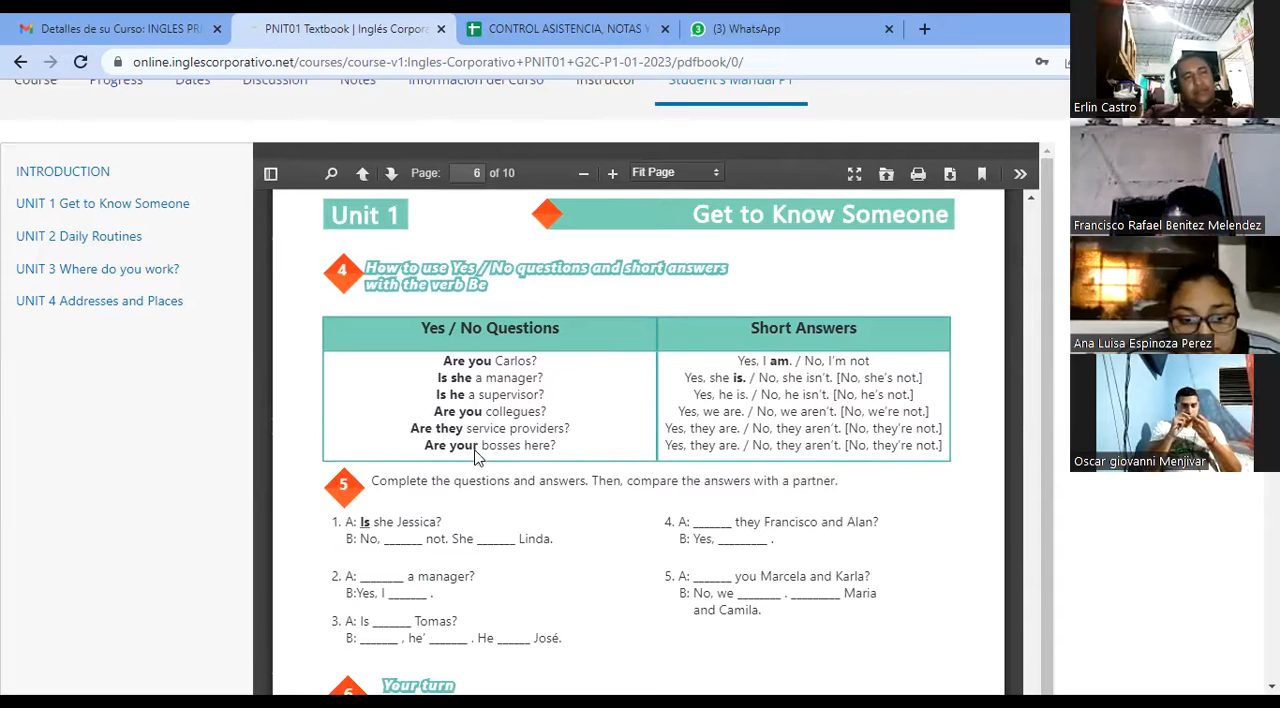 Detalles de su Curso: INGLES PRI
PNIT01 Textbook | Inglés Corpora
CONTROL ASISTENCIA, NOTAS Y
(3) WhatsApp
online.inglescorporativo.net/courses/course-v1:Ingles-Corporativo+PNIT01+G2C-P1-01-2023/pdfbook/0/
Course Progress Dates Discussion Notes Información del Curso Instructor Student's Manual P1
INTRODUCTION
UNIT 1 Get to Know Someone
UNIT 2 Daily Routines
UNIT 3 Where do you work?
UNIT 4 Addresses and Places
Page: 6 of 10
Fit Page
Unit 1
Get to Know Someone
4 How to use Yes / No questions and short answers
with the verb Be
Yes / No Questions
Short Answers
Are you Carlos?
Yes, I am. / No, I'm not
Is she a manager?
Yes, she is. / No, she isn't. [No, she's not.]
Is he a supervisor?
Yes, he is. / No, he isn't. [No, he's not.]
Are you collegues?
Yes, we are. / No, we aren't. [No, we're not.]
Are they service providers?
Yes, they are. / No, they aren't. [No, they're not.]
Are your bosses here?
Yes, they are. / No, they aren't. [No, they're not.]
5 Complete the questions and answers. Then, compare the answers with a partner.
1. A: Is she Jessica?
B: No, _______ not. She _______ Linda.
2. A: ________ a manager?
B:Yes, I _______ .
3. A: Is _______ Tomas?
B: _______ , he' _______ . He ______ José.
4. A: _______ they Francisco and Alan?
B: Yes, _________ .
5. A: _______ you Marcela and Karla?
B: No, we ________ . _________ Maria
and Camila.
6 Your turn
Erlin Castro
Francisco Rafael Benitez Melendez
Ana Luisa Espinoza Perez
Oscar giovanni Menjivar